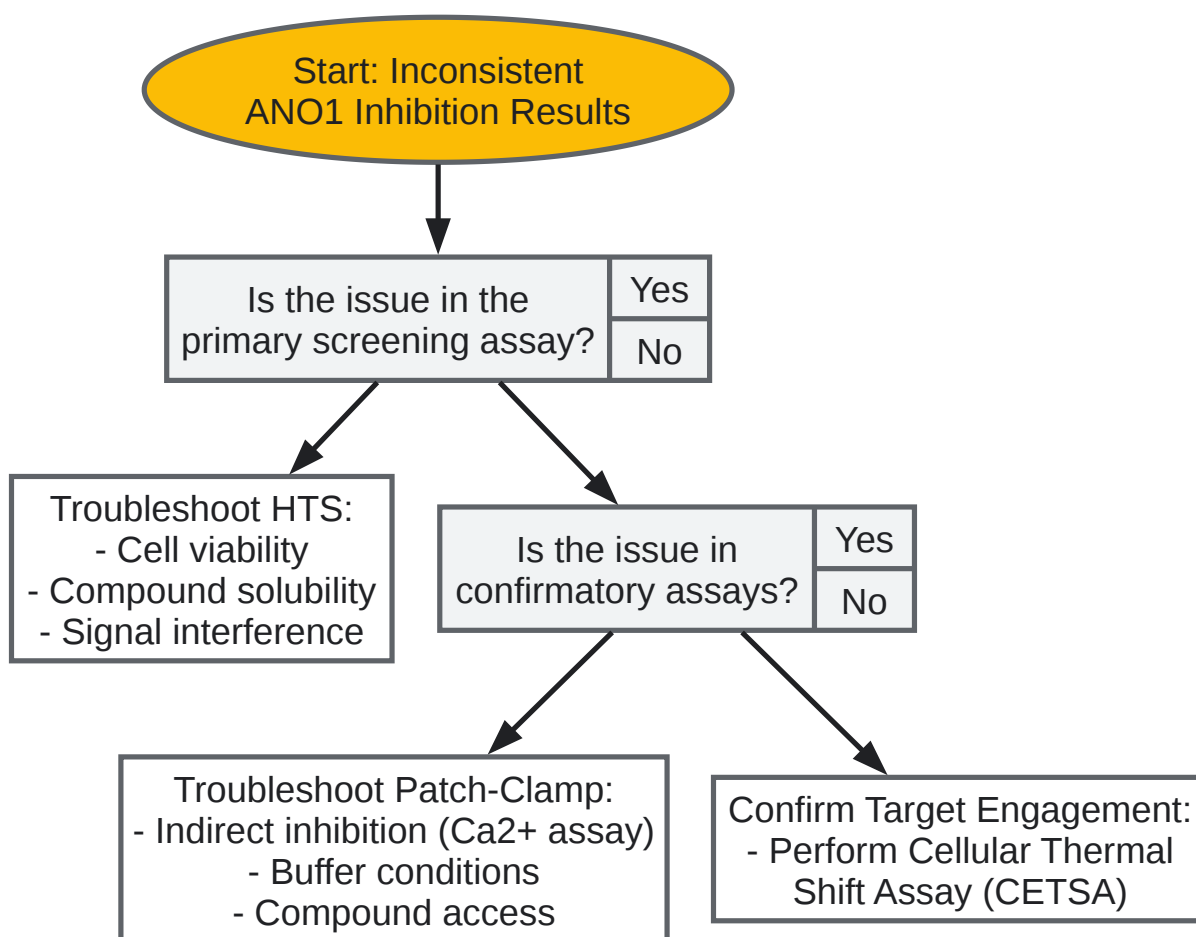 Start: Inconsistent
ANO1 Inhibition Results
Is the issue in the
primary screening assay?
Yes
No
Troubleshoot HTS:
- Cell viability
- Compound solubility
- Signal interference
Is the issue in
confirmatory assays?
Yes
No
Troubleshoot Patch-Clamp:
- Indirect inhibition (Ca2+ assay)
- Buffer conditions
- Compound access
Confirm Target Engagement:
- Perform Cellular Thermal
Shift Assay (CETSA)